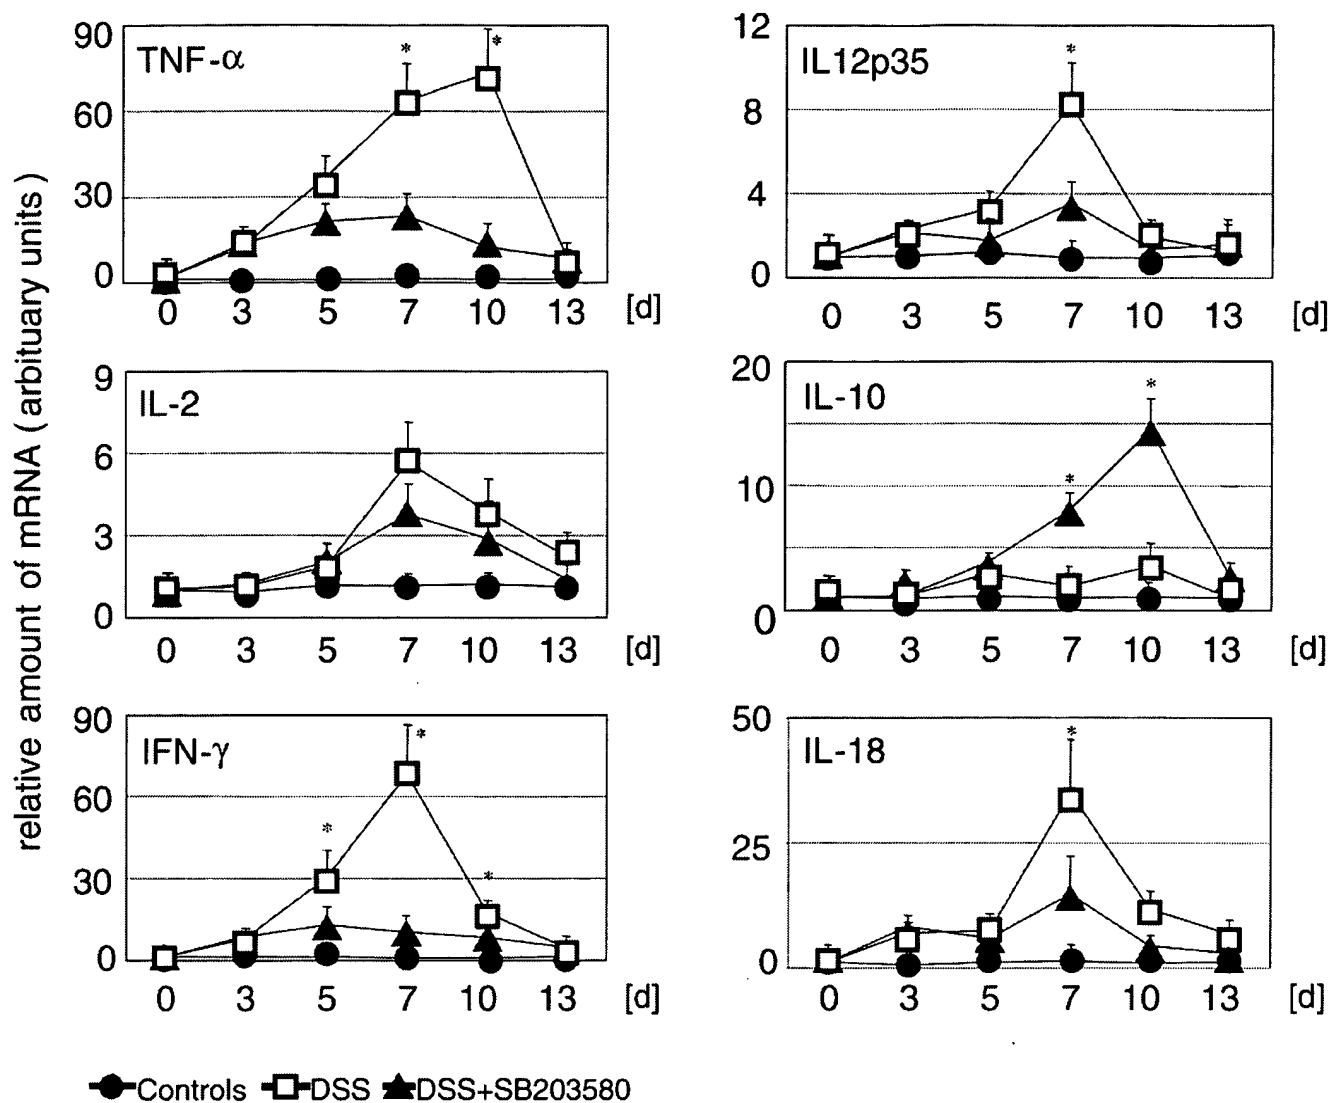 relative amount of mRNA ( arbituary units )
TNF-α
90
60
30
0
*
*
0 3 5 7 10 13 [d]
IL12p35
12
8
4
0
*
0 3 5 7 10 13 [d]
IL-2
9
6
3
0
0 3 5 7 10 13 [d]
IL-10
20
10
0
*
*
0 3 5 7 10 13 [d]
IFN-γ
90
60
30
0
*
*
*
0 3 5 7 10 13 [d]
IL-18
50
25
0
*
0 3 5 7 10 13 [d]
Controls DSS DSS+SB203580